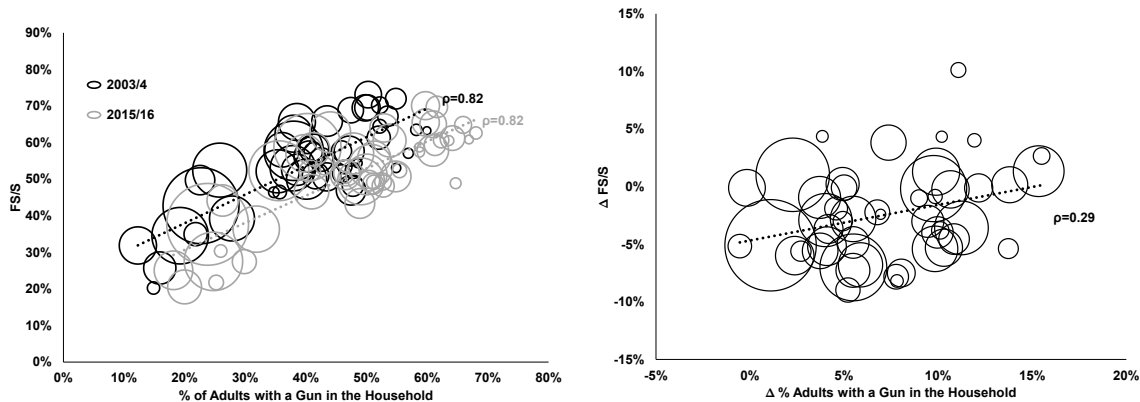 90%
80%
70%
60%
50%
40%
30%
20%
10%
0%
FS/S
2003/4
2015/16
ρ=0.82
ρ=0.82
0% 10% 20% 30% 40% 50% 60% 70% 80%
% of Adults with a Gun in the Household
15%
10%
5%
0%
-5%
-10%
-15%
Δ FS/S
ρ=0.29
-5% 0% 5% 10% 15% 20%
Δ % Adults with a Gun in the Household